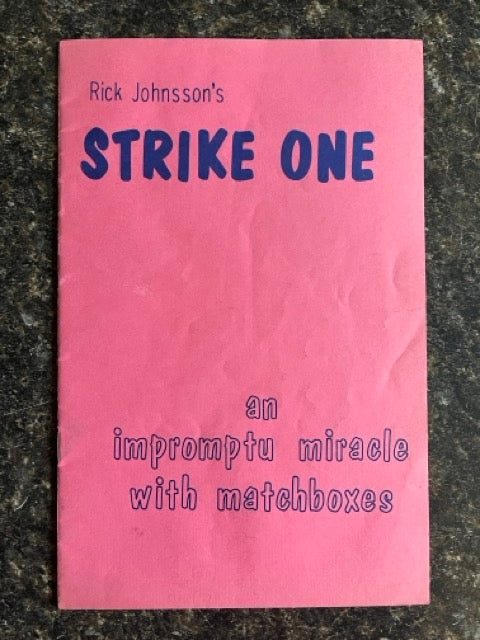 Rick Johnsson's
STRIKE ONE
an
impromptu miracle
with matchboxes